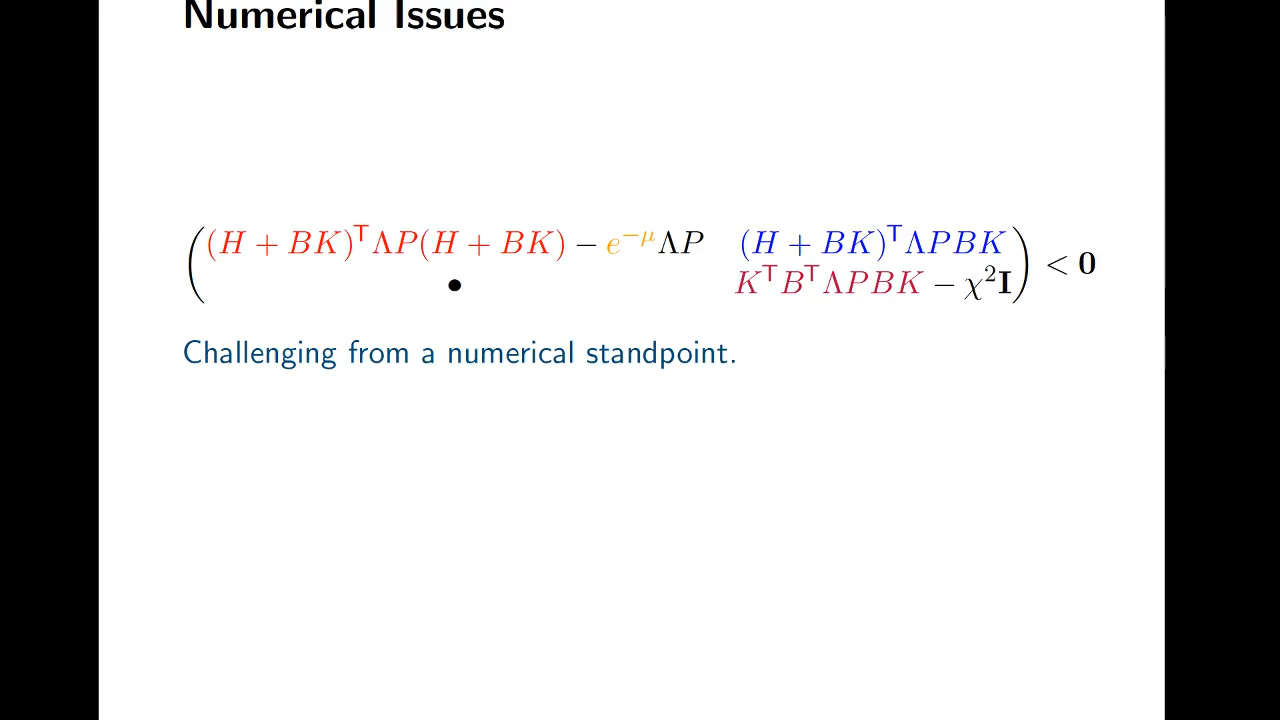 Numerical Issues
(H + BK)ᵀΛP(H + BK) − e^{−μ}ΛP (H + BK)ᵀΛPBK
• KᵀBᵀΛPBK − χ²I
< 0
Challenging from a numerical standpoint.